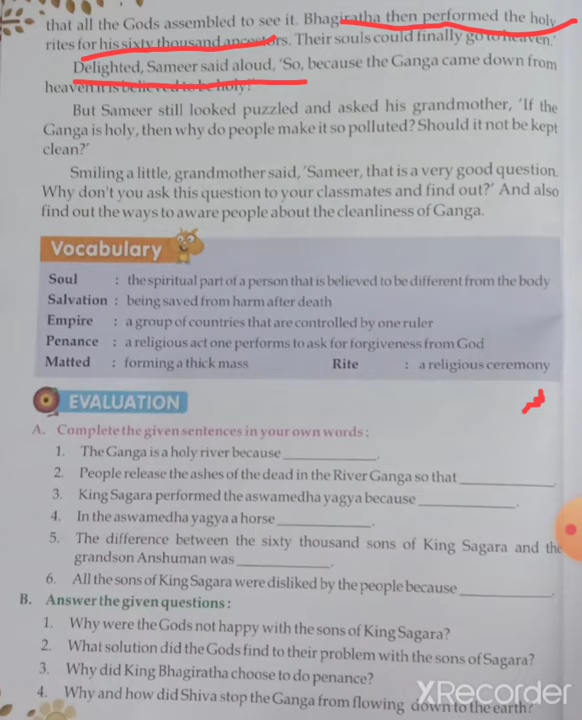 that all the Gods assembled to see it. Bhagiratha then performed the holy
rites for his sixty thousand ancestors. Their souls could finally go to heaven.'
Delighted, Sameer said aloud, 'So, because the Ganga came down from
heaven it is believed to be holy!'
But Sameer still looked puzzled and asked his grandmother, 'If the
Ganga is holy, then why do people make it so polluted? Should it not be kept
clean?'
Smiling a little, grandmother said, 'Sameer, that is a very good question.
Why don't you ask this question to your classmates and find out?' And also
find out the ways to aware people about the cleanliness of Ganga.
Vocabulary
Soul : the spiritual part of a person that is believed to be different from the body
Salvation : being saved from harm after death
Empire : a group of countries that are controlled by one ruler
Penance : a religious act one performs to ask for forgiveness from God
Matted : forming a thick mass Rite : a religious ceremony
EVALUATION
A. Complete the given sentences in your own words :
1. The Ganga is a holy river because ____________.
2. People release the ashes of the dead in the River Ganga so that ____________.
3. King Sagara performed the aswamedha yagya because ____________.
4. In the aswamedha yagya a horse ____________.
5. The difference between the sixty thousand sons of King Sagara and the
grandson Anshuman was ____________.
6. All the sons of King Sagara were disliked by the people because ____________.
B. Answer the given questions :
1. Why were the Gods not happy with the sons of King Sagara?
2. What solution did the Gods find to their problem with the sons of Sagara?
3. Why did King Bhagiratha choose to do penance?
4. Why and how did Shiva stop the Ganga from flowing down to the earth?
XRecorder